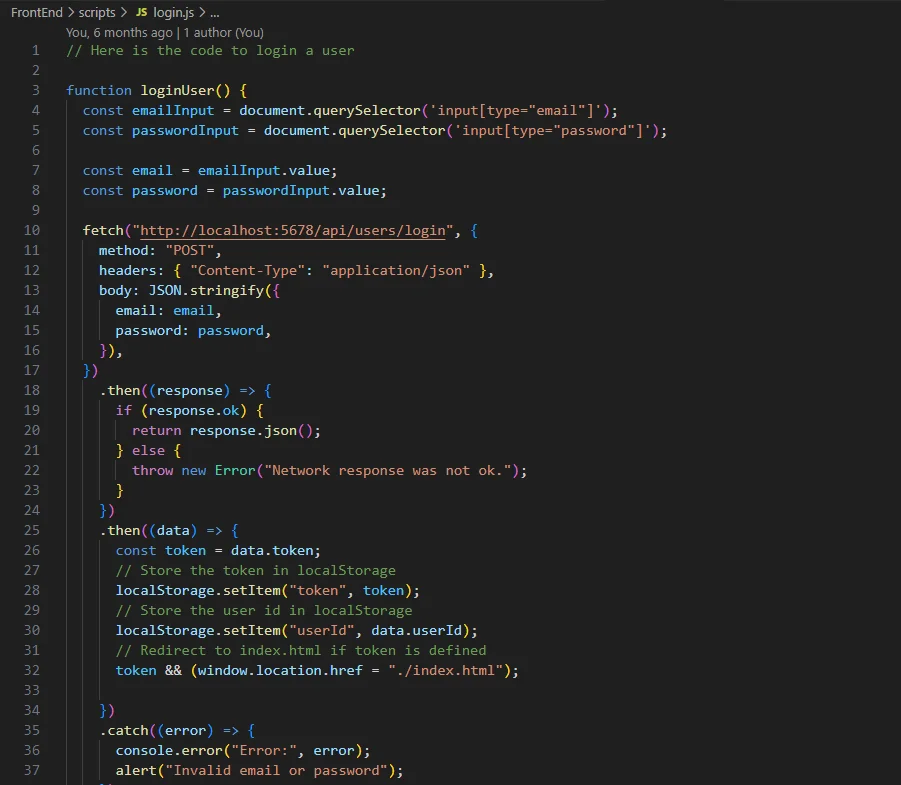 FrontEnd > scripts > JS login.js > ...
You, 6 months ago | 1 author (You)
1 // Here is the code to login a user
2
3 function loginUser() {
4 const emailInput = document.querySelector('input[type="email"]');
5 const passwordInput = document.querySelector('input[type="password"]');
6
7 const email = emailInput.value;
8 const password = passwordInput.value;
9
10 fetch("http://localhost:5678/api/users/login", {
11 method: "POST",
12 headers: { "Content-Type": "application/json" },
13 body: JSON.stringify({
14 email: email,
15 password: password,
16 }),
17 })
18 .then((response) => {
19 if (response.ok) {
20 return response.json();
21 } else {
22 throw new Error("Network response was not ok.");
23 }
24 })
25 .then((data) => {
26 const token = data.token;
27 // Store the token in localStorage
28 localStorage.setItem("token", token);
29 // Store the user id in localStorage
30 localStorage.setItem("userId", data.userId);
31 // Redirect to index.html if token is defined
32 token && (window.location.href = "./index.html");
33
34 })
35 .catch((error) => {
36 console.error("Error:", error);
37 alert("Invalid email or password");